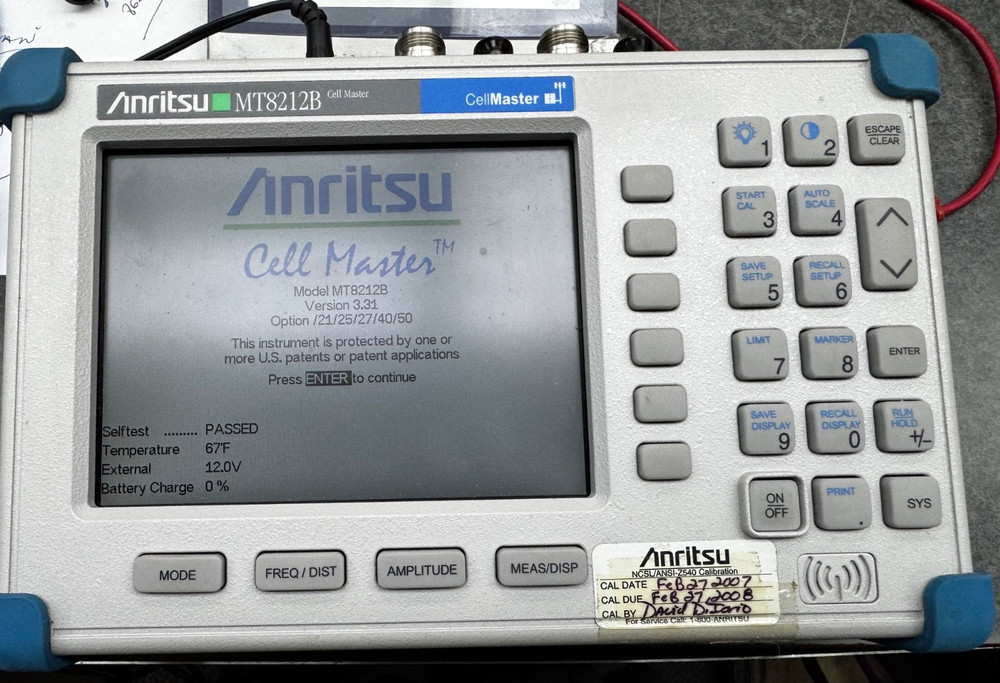 Anritsu MT8212B Cell Master
CellMaster
Anritsu
Cell Master™
Model MT8212B
Version 3.31
Option /21/25/27/40/50
This instrument is protected by one or
more U.S. patents or patent applications
Press ENTER to continue
Selftest ......... PASSED
Temperature 67°F
External 12.0V
Battery Charge 0 %
1
2
ESCAPE
CLEAR
START
CAL
3
AUTO
SCALE
4
SAVE
SETUP
5
RECALL
SETUP
6
LIMIT
7
MARKER
8
ENTER
SAVE
DISPLAY
9
RECALL
DISPLAY
0
RUN
HOLD
+/–
ON
OFF
PRINT
.
SYS
MODE
FREQ / DIST
AMPLITUDE
MEAS/DISP
Anritsu
NCSL/ANSI-Z540 Calibration
CAL DATE FeB 27 2007
CAL DUE FeB 27, 2008
CAL BY David D.
For Service Call: 1-800-ANRITSU